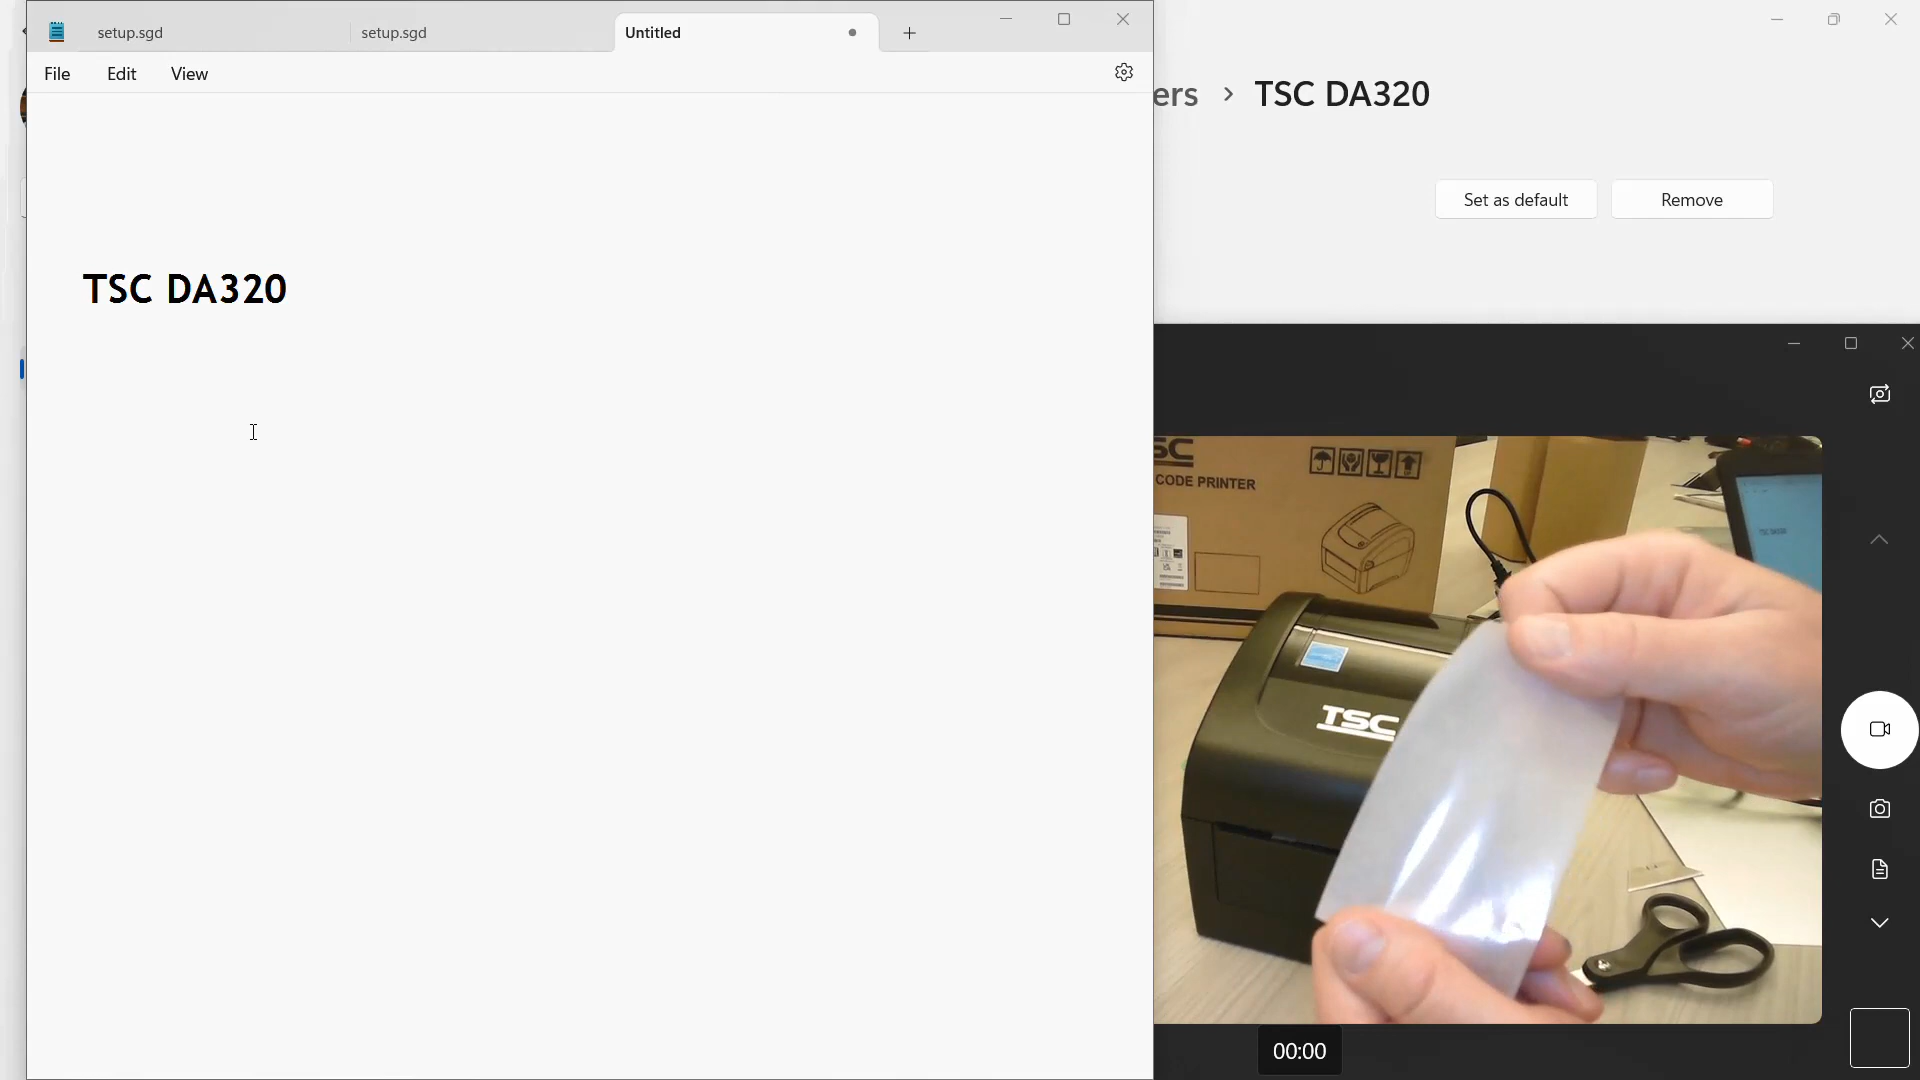 setup.sgd
setup.sgd
Untitled
File
Edit
View
TSC DA320
ers > TSC DA320
Set as default
Remove
SC
CODE PRINTER
TSC
00:00